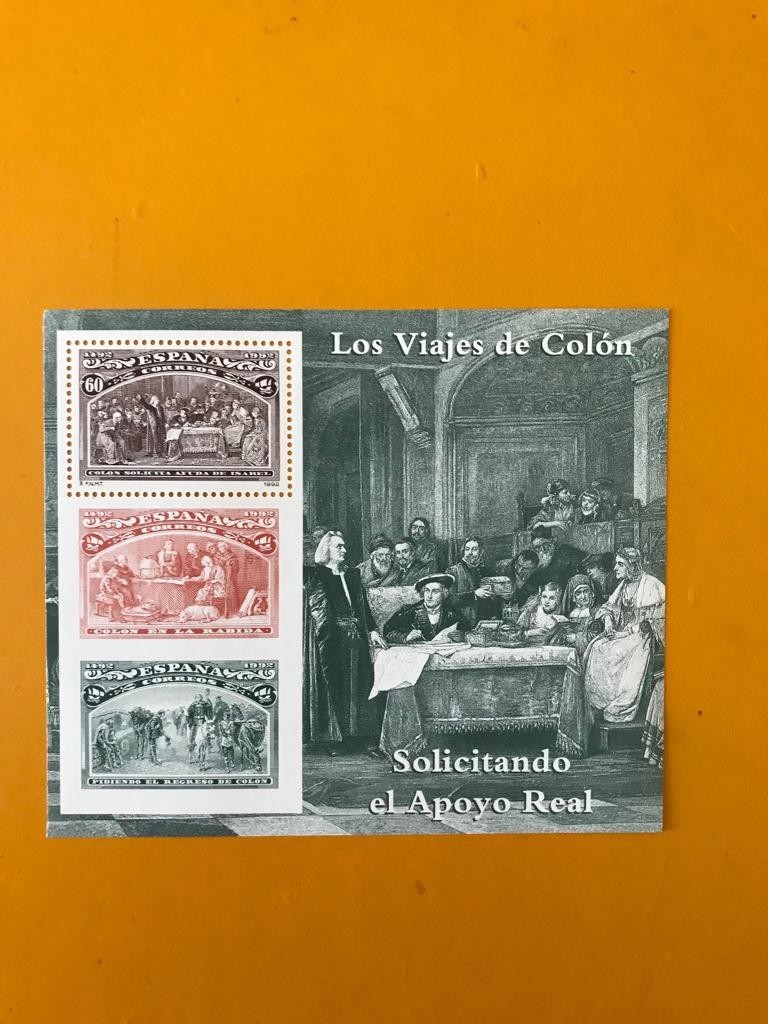 Los Viajes de Colón
1492 ESPAÑA 1992
CORREOS
60
COLON SOLICITA AYUDA DE ISABEL
F.N.M.T. 1992
1492 ESPAÑA 1992
CORREOS
COLON EN LA RABIDA
1492 ESPAÑA 1992
CORREOS
PIDIENDO EL REGRESO DE COLON
Solicitando
el Apoyo Real